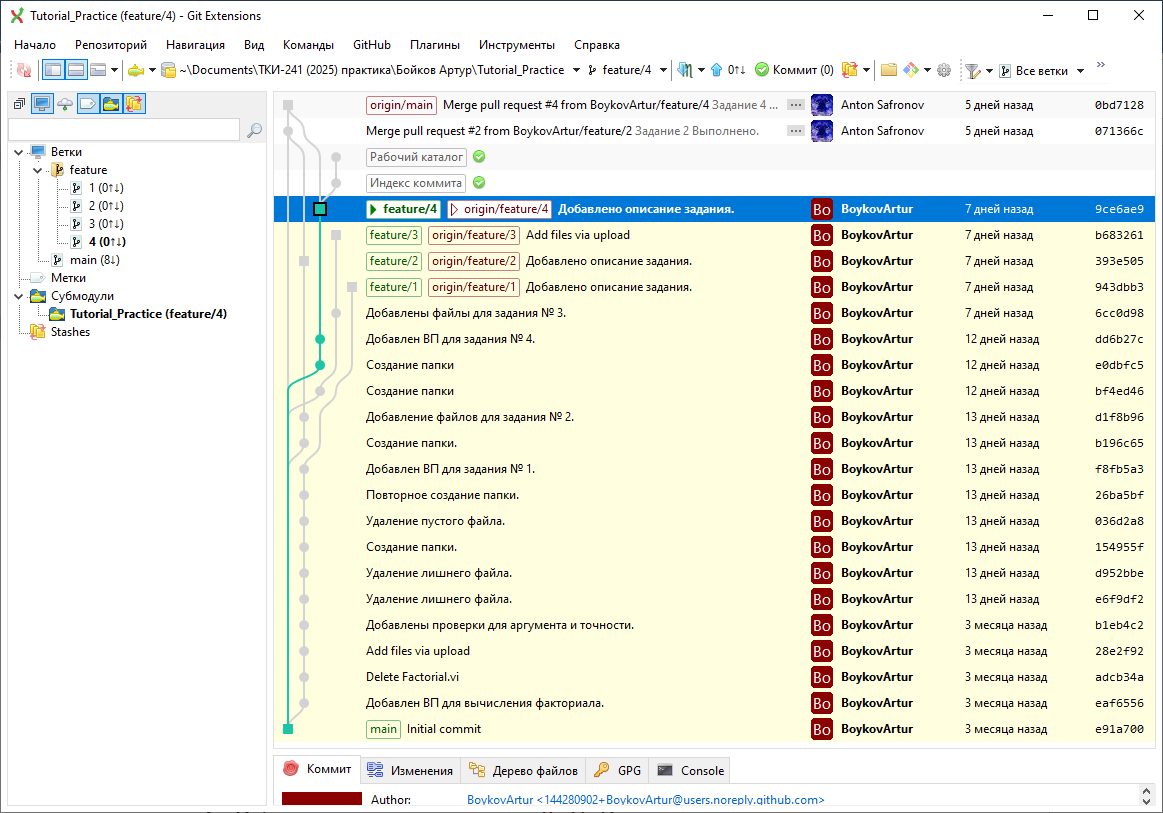 Tutorial_Practice (feature/4) - Git Extensions
Начало Репозиторий Навигация Вид Команды GitHub Плагины Инструменты Справка
~\Documents\ТКИ-241 (2025) практика\Бойков Артур\Tutorial_Practice feature/4 0↑↓ Коммит (0) Все ветки »
Ветки
feature
1 (0↑↓)
2 (0↑↓)
3 (0↑↓)
4 (0↑↓)
main (8↓)
Метки
Субмодули
Tutorial_Practice (feature/4)
Stashes
origin/main Merge pull request #4 from BoykovArtur/feature/4 Задание 4 ... Anton Safronov 5 дней назад 0bd7128
Merge pull request #2 from BoykovArtur/feature/2 Задание 2 Выполнено. Anton Safronov 5 дней назад 071366c
Рабочий каталог
Индекс коммита
feature/4 origin/feature/4 Добавлено описание задания. Bo BoykovArtur 7 дней назад 9ce6ae9
feature/3 origin/feature/3 Add files via upload Bo BoykovArtur 7 дней назад b683261
feature/2 origin/feature/2 Добавлено описание задания. Bo BoykovArtur 7 дней назад 393e505
feature/1 origin/feature/1 Добавлено описание задания. Bo BoykovArtur 7 дней назад 943dbb3
Добавлены файлы для задания № 3. Bo BoykovArtur 7 дней назад 6cc0d98
Добавлен ВП для задания № 4. Bo BoykovArtur 12 дней назад dd6b27c
Создание папки Bo BoykovArtur 12 дней назад e0dbfc5
Создание папки Bo BoykovArtur 12 дней назад bf4ed46
Добавление файлов для задания № 2. Bo BoykovArtur 13 дней назад d1f8b96
Создание папки. Bo BoykovArtur 13 дней назад b196c65
Добавлен ВП для задания № 1. Bo BoykovArtur 13 дней назад f8fb5a3
Повторное создание папки. Bo BoykovArtur 13 дней назад 26ba5bf
Удаление пустого файла. Bo BoykovArtur 13 дней назад 036d2a8
Создание папки. Bo BoykovArtur 13 дней назад 154955f
Удаление лишнего файла. Bo BoykovArtur 13 дней назад d952bbe
Удаление лишнего файла. Bo BoykovArtur 13 дней назад e6f9df2
Добавлены проверки для аргумента и точности. Bo BoykovArtur 3 месяца назад b1eb4c2
Add files via upload Bo BoykovArtur 3 месяца назад 28e2f92
Delete Factorial.vi Bo BoykovArtur 3 месяца назад adcb34a
Добавлен ВП для вычисления факториала. Bo BoykovArtur 3 месяца назад eaf6556
main Initial commit Bo BoykovArtur 3 месяца назад e91a700
Коммит Изменения Дерево файлов GPG Console
Author: BoykovArtur <144280902+BoykovArtur@users.noreply.github.com>